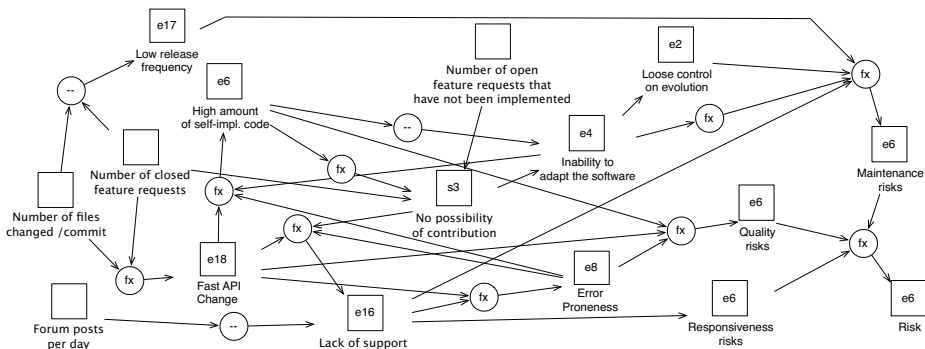 e17
Low release
frequency
--
e6
High amount
of self-impl. code
Number of open
feature requests that
have not been implemented
e2
Loose control
on evolution
fx
--
fx
e4
Inability to
adapt the software
e6
Maintenance
risks
Number of closed
feature requests
fx
fx
s3
No possibility
of contribution
Number of files
changed /commit
fx
fx
e6
Quality
risks
fx
fx
e18
Fast API
Change
e8
Error
Proneness
fx
Forum posts
per day
--
e16
Lack of support
e6
Responsiveness
risks
e6
Risk